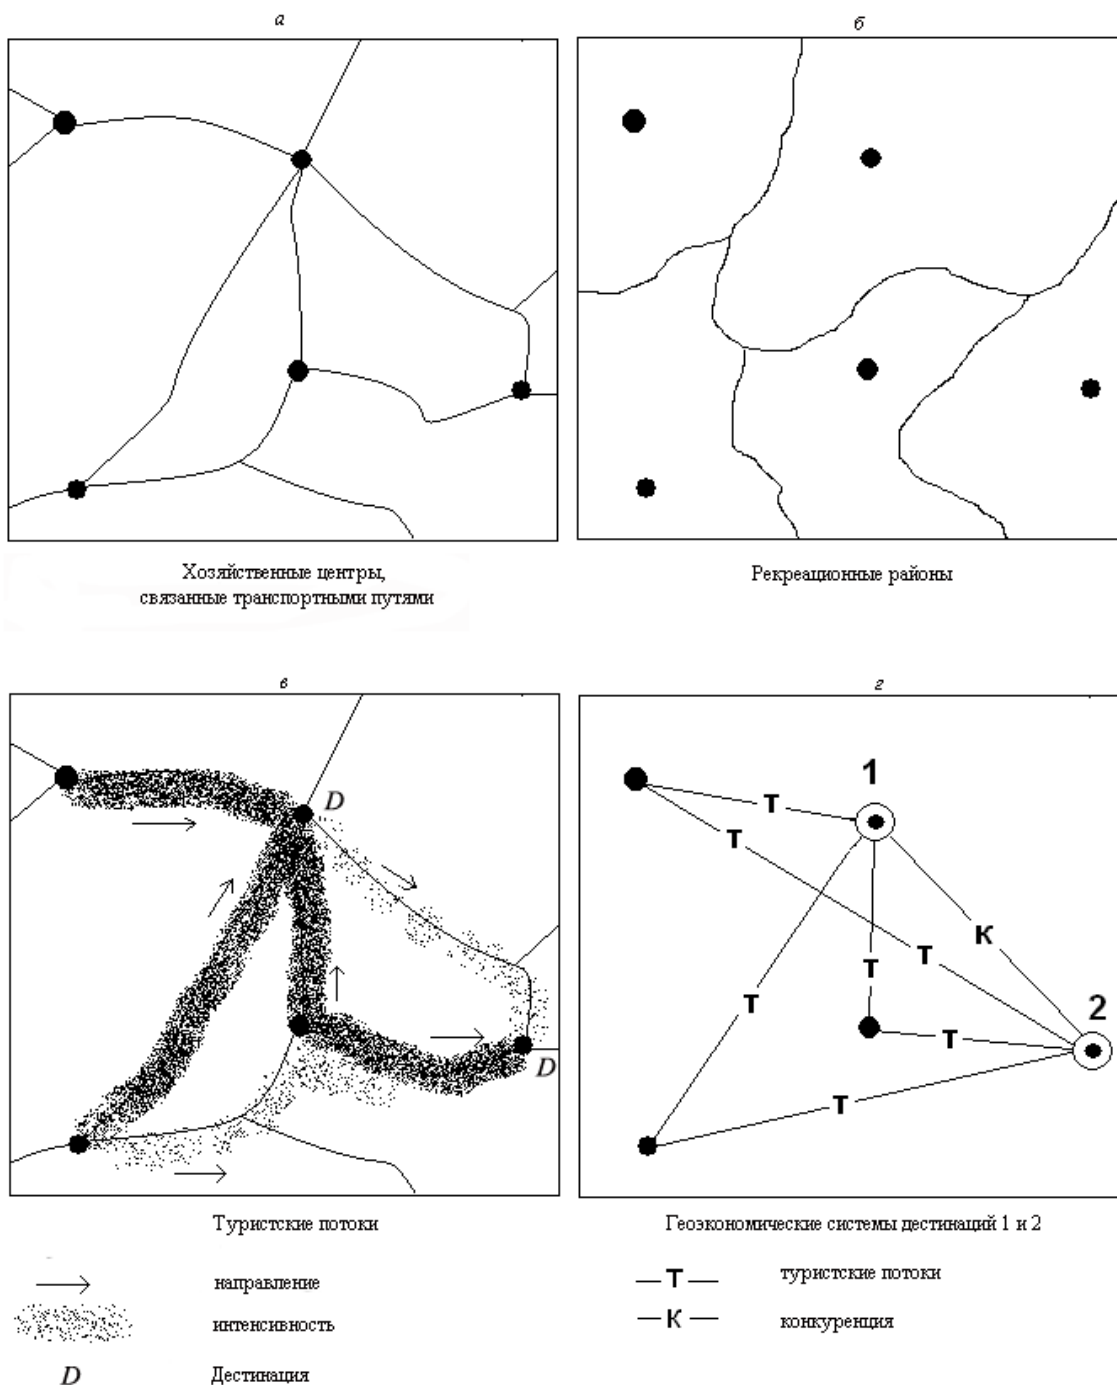 а
б
Хозяйственные центры,
связанные транспортными путями
Рекреационные районы
в
г
D
D
1
Т
Т
К
Т
Т
Т
2
Т
Т
Туристские потоки
Геоэкономические системы дестинаций 1 и 2
направление
Т
туристские потоки
интенсивность
К
конкуренция
D
Дестинация